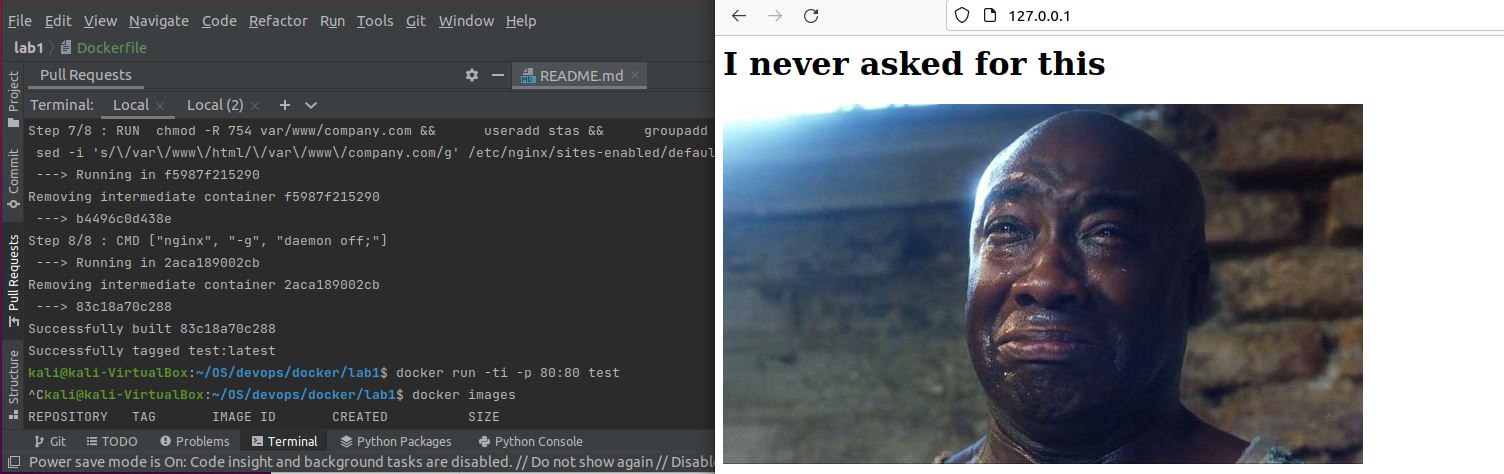 File Edit View Navigate Code Refactor Run Tools Git Window Help
lab1 Dockerfile
Pull Requests
README.md
Terminal: Local Local (2)
Step 7/8 : RUN  chmod -R 754 var/www/company.com &&      useradd stas &&     groupadd
 sed -i 's/\/var\/www\/html/\/var\/www\/company.com/g' /etc/nginx/sites-enabled/defaul
 ---> Running in f5987f215290
Removing intermediate container f5987f215290
 ---> b4496c0d438e
Step 8/8 : CMD ["nginx", "-g", "daemon off;"]
 ---> Running in 2aca189002cb
Removing intermediate container 2aca189002cb
 ---> 83c18a70c288
Successfully built 83c18a70c288
Successfully tagged test:latest
kali@kali-VirtualBox:~/OS/devops/docker/lab1$ docker run -ti -p 80:80 test
^Ckali@kali-VirtualBox:~/OS/devops/docker/lab1$ docker images
REPOSITORY   TAG       IMAGE ID       CREATED          SIZE
Project
Commit
Pull Requests
Structure
Git TODO Problems Terminal Python Packages Python Console
Power save mode is On: Code insight and background tasks are disabled. // Do not show again // Disabl
127.0.0.1
I never asked for this